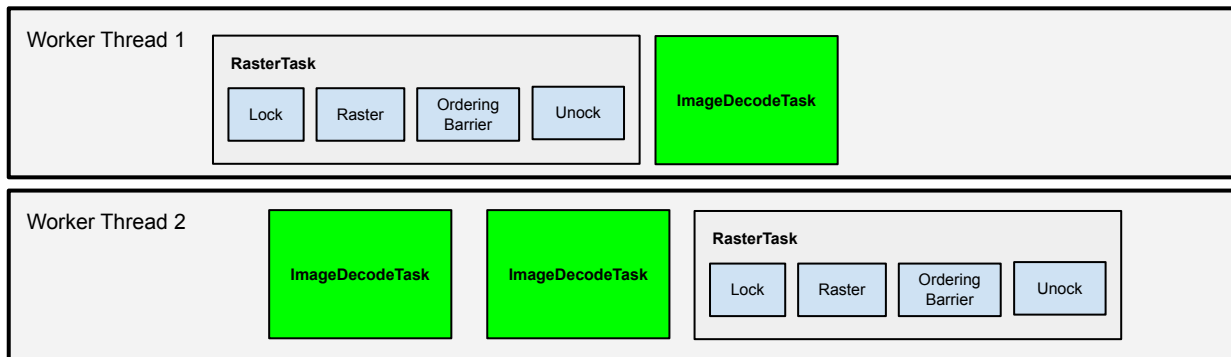 Worker Thread 1
RasterTask
Lock
Raster
Ordering
Barrier
Unock
ImageDecodeTask
Worker Thread 2
ImageDecodeTask
ImageDecodeTask
RasterTask
Lock
Raster
Ordering
Barrier
Unock